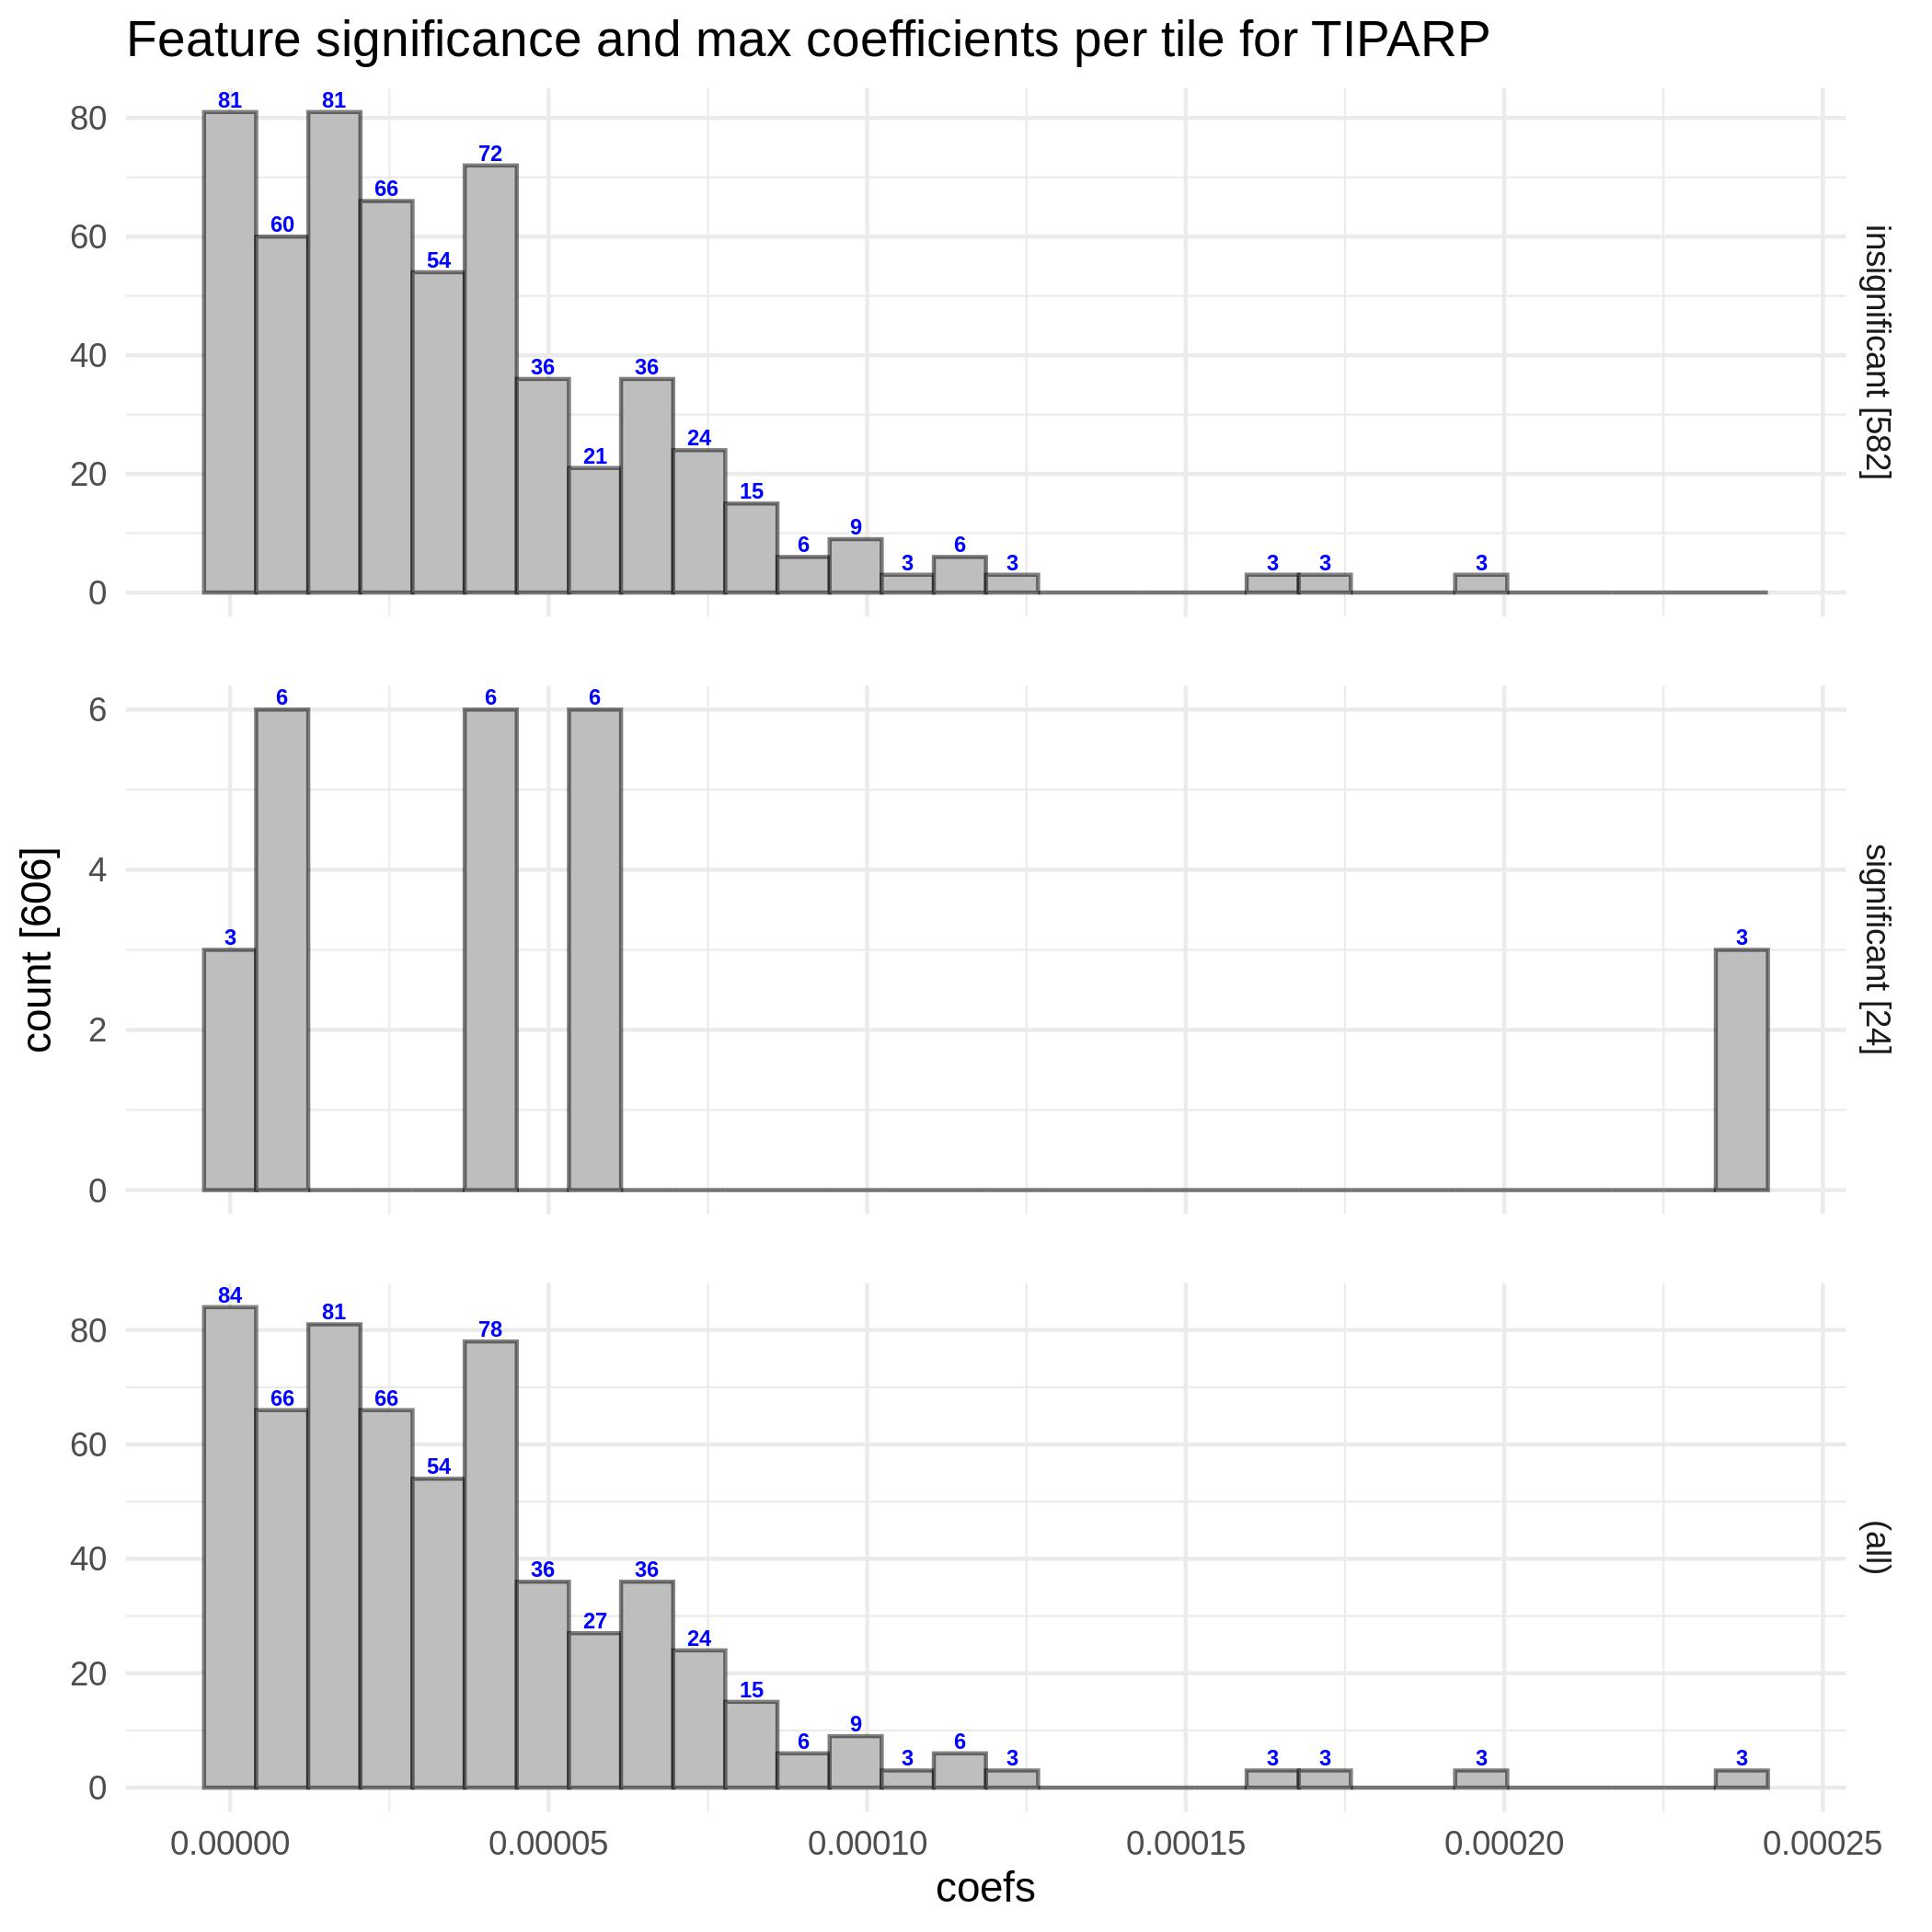 Feature significance and max coefficients per tile for TIPARP
81 60 81 66 54 72 36 21 36 24 15 6 9 3 6 3 3 3 3
80
60
40
20
0
insignificant [582]
3 6 6 6 3
6
4
2
0
significant [24]
count [606]
84 66 81 66 54 78 36 27 36 24 15 6 9 3 6 3 3 3 3 3
80
60
40
20
0
(all)
0.00000 0.00005 0.00010 0.00015 0.00020 0.00025
coefs